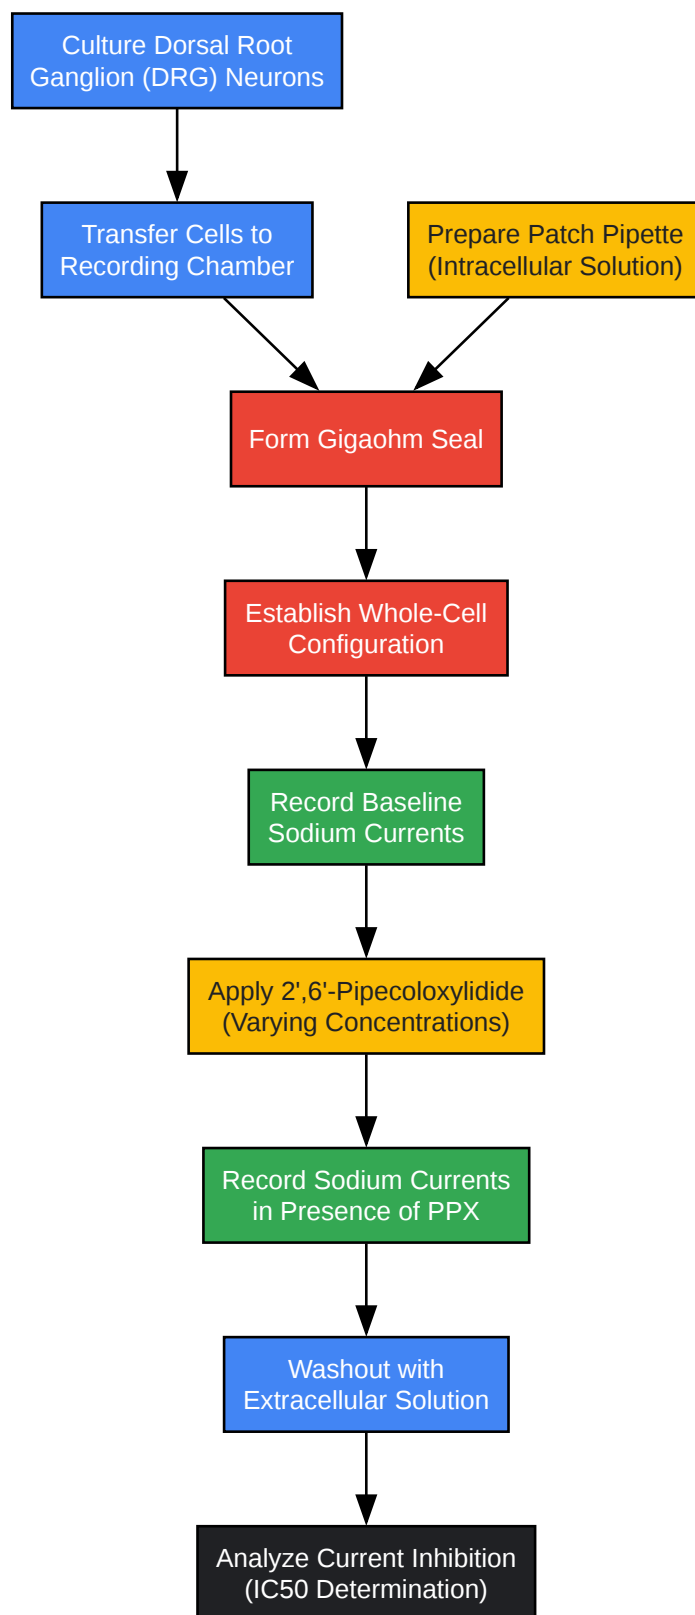 Culture Dorsal Root
Ganglion (DRG) Neurons
Transfer Cells to
Recording Chamber
Prepare Patch Pipette
(Intracellular Solution)
Form Gigaohm Seal
Establish Whole-Cell
Configuration
Record Baseline
Sodium Currents
Apply 2',6'-Pipecoloxylidide
(Varying Concentrations)
Record Sodium Currents
in Presence of PPX
Washout with
Extracellular Solution
Analyze Current Inhibition
(IC50 Determination)